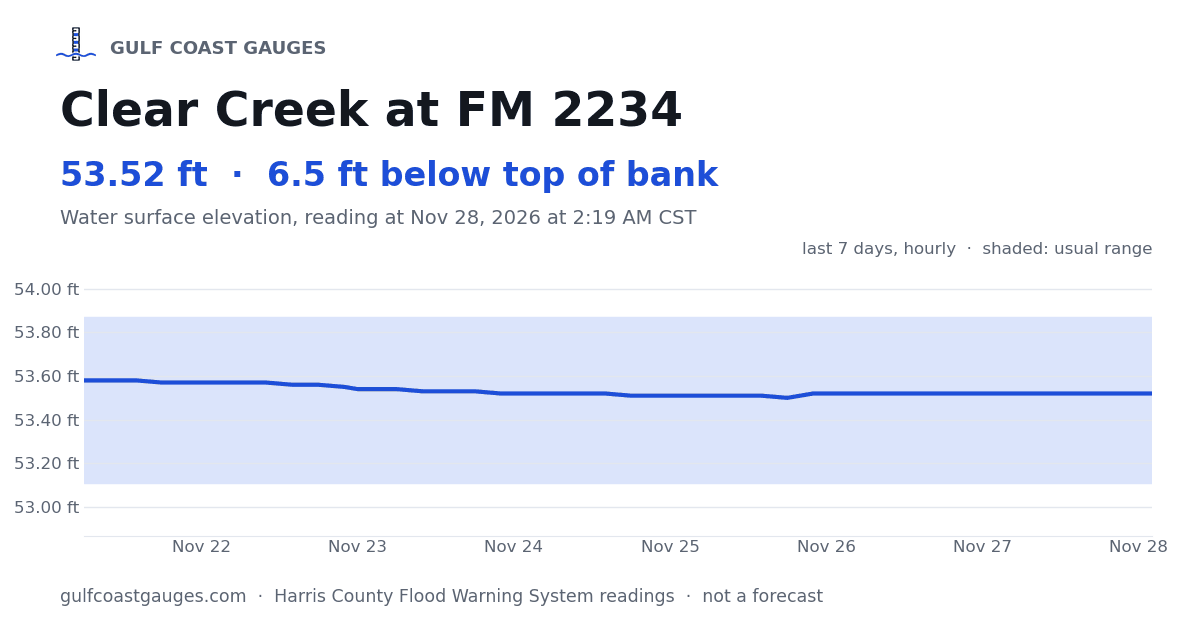 GULF COAST GAUGES
Clear Creek at FM 2234
53.52 ft · 6.5 ft below top of bank
Water surface elevation, reading at Nov 28, 2026 at 2:19 AM CST
last 7 days, hourly · shaded: usual range
54.00 ft
53.80 ft
53.60 ft
53.40 ft
53.20 ft
53.00 ft
Nov 22 Nov 23 Nov 24 Nov 25 Nov 26 Nov 27 Nov 28
gulfcoastgauges.com · Harris County Flood Warning System readings · not a forecast